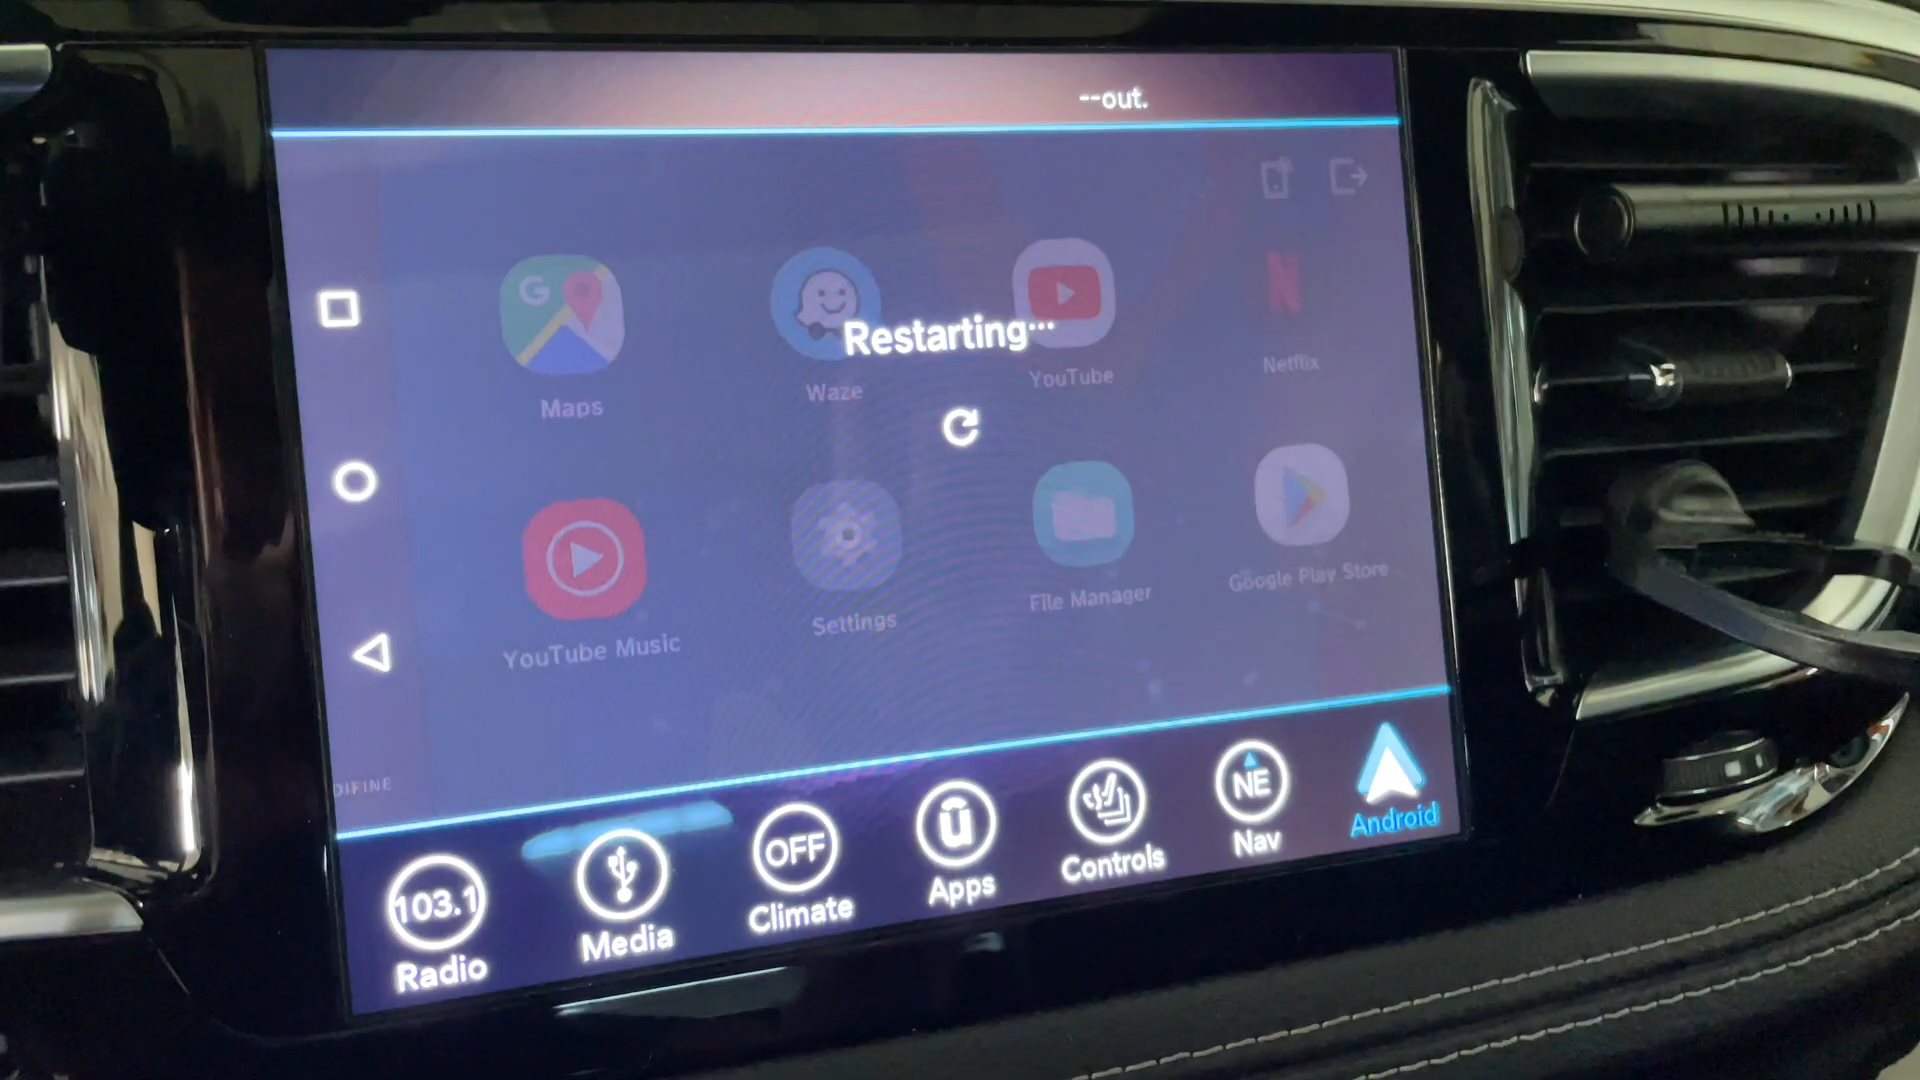 --out.
G
Maps
Waze
YouTube
N
Netflix
Restarting...
YouTube Music
Settings
File Manager
Google Play Store
DIFINE
103.1
Radio
Media
OFF
Climate
ü
Apps
Controls
NE
Nav
Android